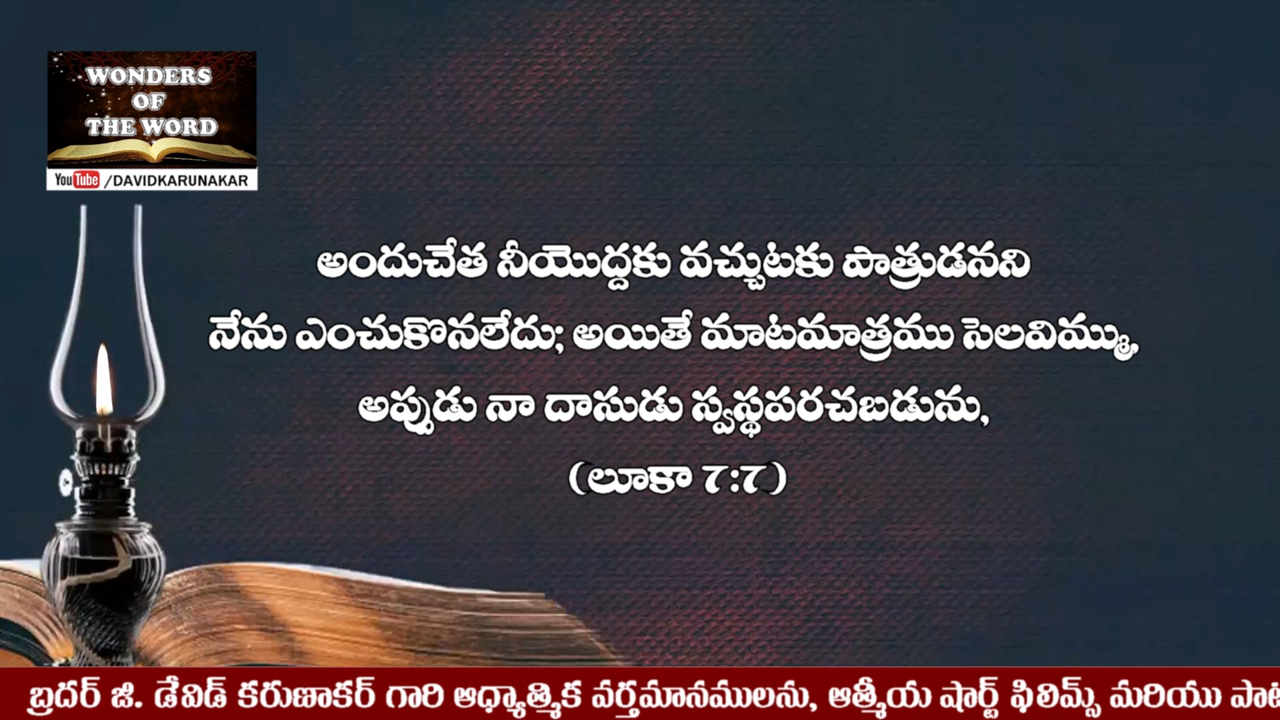 WONDERS
OF
THE WORD
YouTube /DAVIDKARUNAKAR
అందుచేత నీయొద్దకు వచ్చుటకు పాత్రుడనని
నేను ఎంచుకొనలేదు; అయితే మాటమాత్రము సెలవిమ్ము,
అప్పుడు నా దాసుడు స్వస్థపరచబడును,
(లూకా 7:7)
బ్రదర్ జి. డేవిడ్ కరుణాకర్ గారి ఆధ్యాత్మిక వర్తమానములను, ఆత్మీయ షార్ట్ ఫిలిమ్స్ మరియు